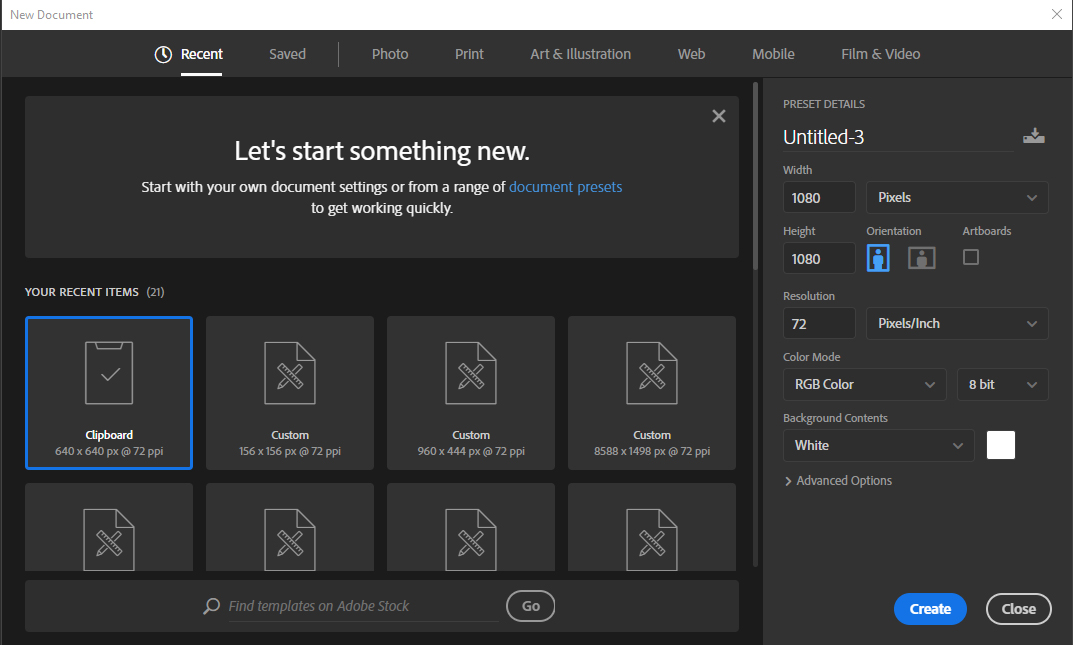 New Document
Recent Saved Photo Print Art & Illustration Web Mobile Film & Video
Let's start something new.
Start with your own document settings or from a range of document presets
to get working quickly.
YOUR RECENT ITEMS (21)
Clipboard
640 x 640 px @ 72 ppi
Custom
156 x 156 px @ 72 ppi
Custom
960 x 444 px @ 72 ppi
Custom
8588 x 1498 px @ 72 ppi
Find templates on Adobe Stock
Go
PRESET DETAILS
Untitled-3
Width
1080 Pixels
Height Orientation Artboards
1080
Resolution
72 Pixels/Inch
Color Mode
RGB Color 8 bit
Background Contents
White
Advanced Options
Create Close